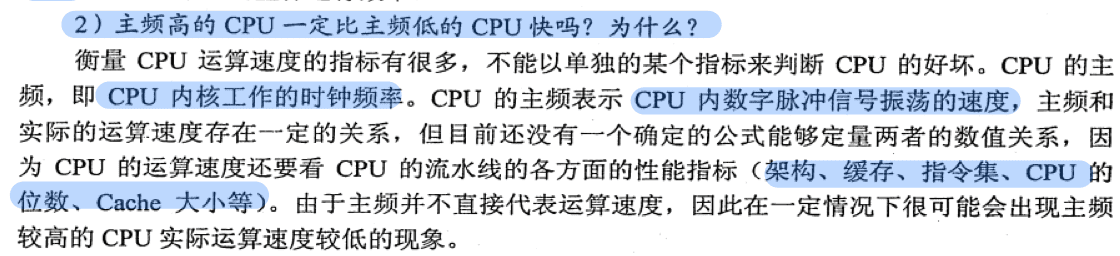 2）主频高的 CPU 一定比主频低的 CPU 快吗？为什么？
衡量 CPU 运算速度的指标有很多，不能以单独的某个指标来判断 CPU 的好坏。CPU 的主
频，即 CPU 内核工作的时钟频率。CPU 的主频表示 CPU 内数字脉冲信号振荡的速度，主频和
实际的运算速度存在一定的关系，但目前还没有一个确定的公式能够定量两者的数值关系，因
为 CPU 的运算速度还要看 CPU 的流水线的各方面的性能指标（架构、缓存、指令集、CPU 的
位数、Cache 大小等）。由于主频并不直接代表运算速度，因此在一定情况下很可能会出现主频
较高的 CPU 实际运算速度较低的现象。